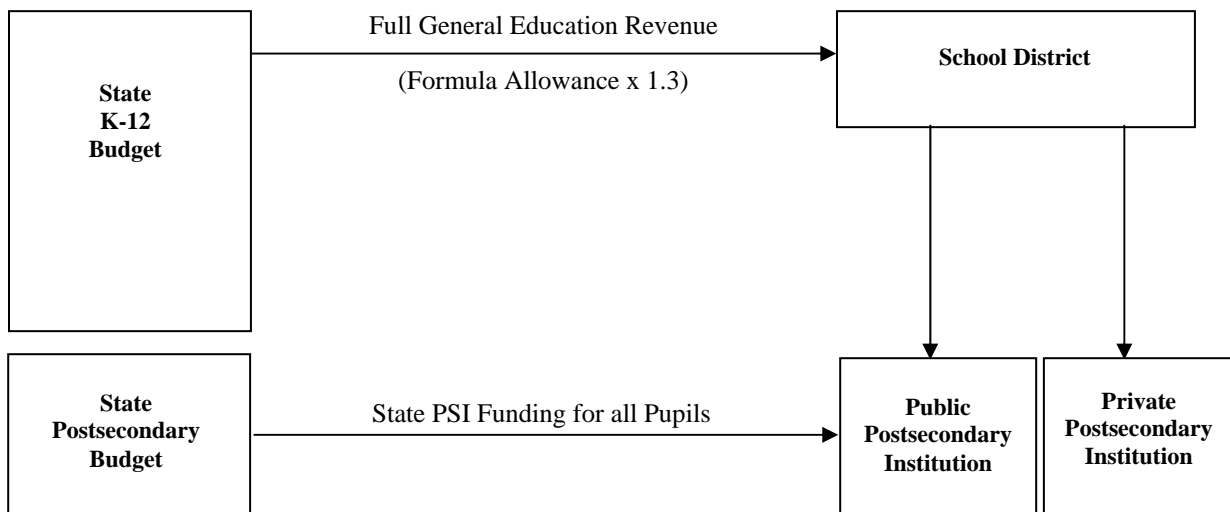 Full General Education Revenue
(Formula Allowance x 1.3)
State
K-12
Budget
School District
State
Postsecondary
Budget
State PSI Funding for all Pupils
Public
Postsecondary
Institution
Private
Postsecondary
Institution